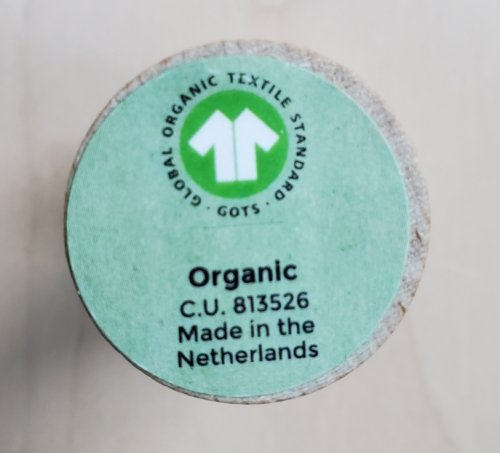 GLOBAL ORGANIC TEXTILE STANDARD
· GOTS ·
Organic
C.U. 813526
Made in the
Netherlands